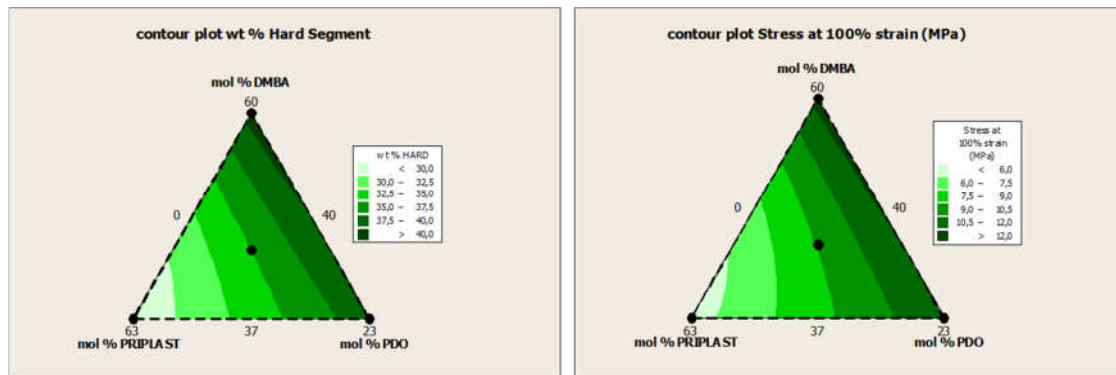 contour plot wt % Hard Segment
mol % DMBA
60
wt % HARD
< 30,0
30,0 – 32,5
32,5 – 35,0
35,0 – 37,5
37,5 – 40,0
> 40,0
0
40
63
37
23
mol % PRIPLAST
mol % PDO
contour plot Stress at 100% strain (MPa)
mol % DMBA
60
Stress at
100% strain
(MPa)
< 6,0
6,0 – 7,5
7,5 – 9,0
9,0 – 10,5
10,5 – 12,0
> 12,0
0
40
63
37
23
mol % PRIPLAST
mol % PDO